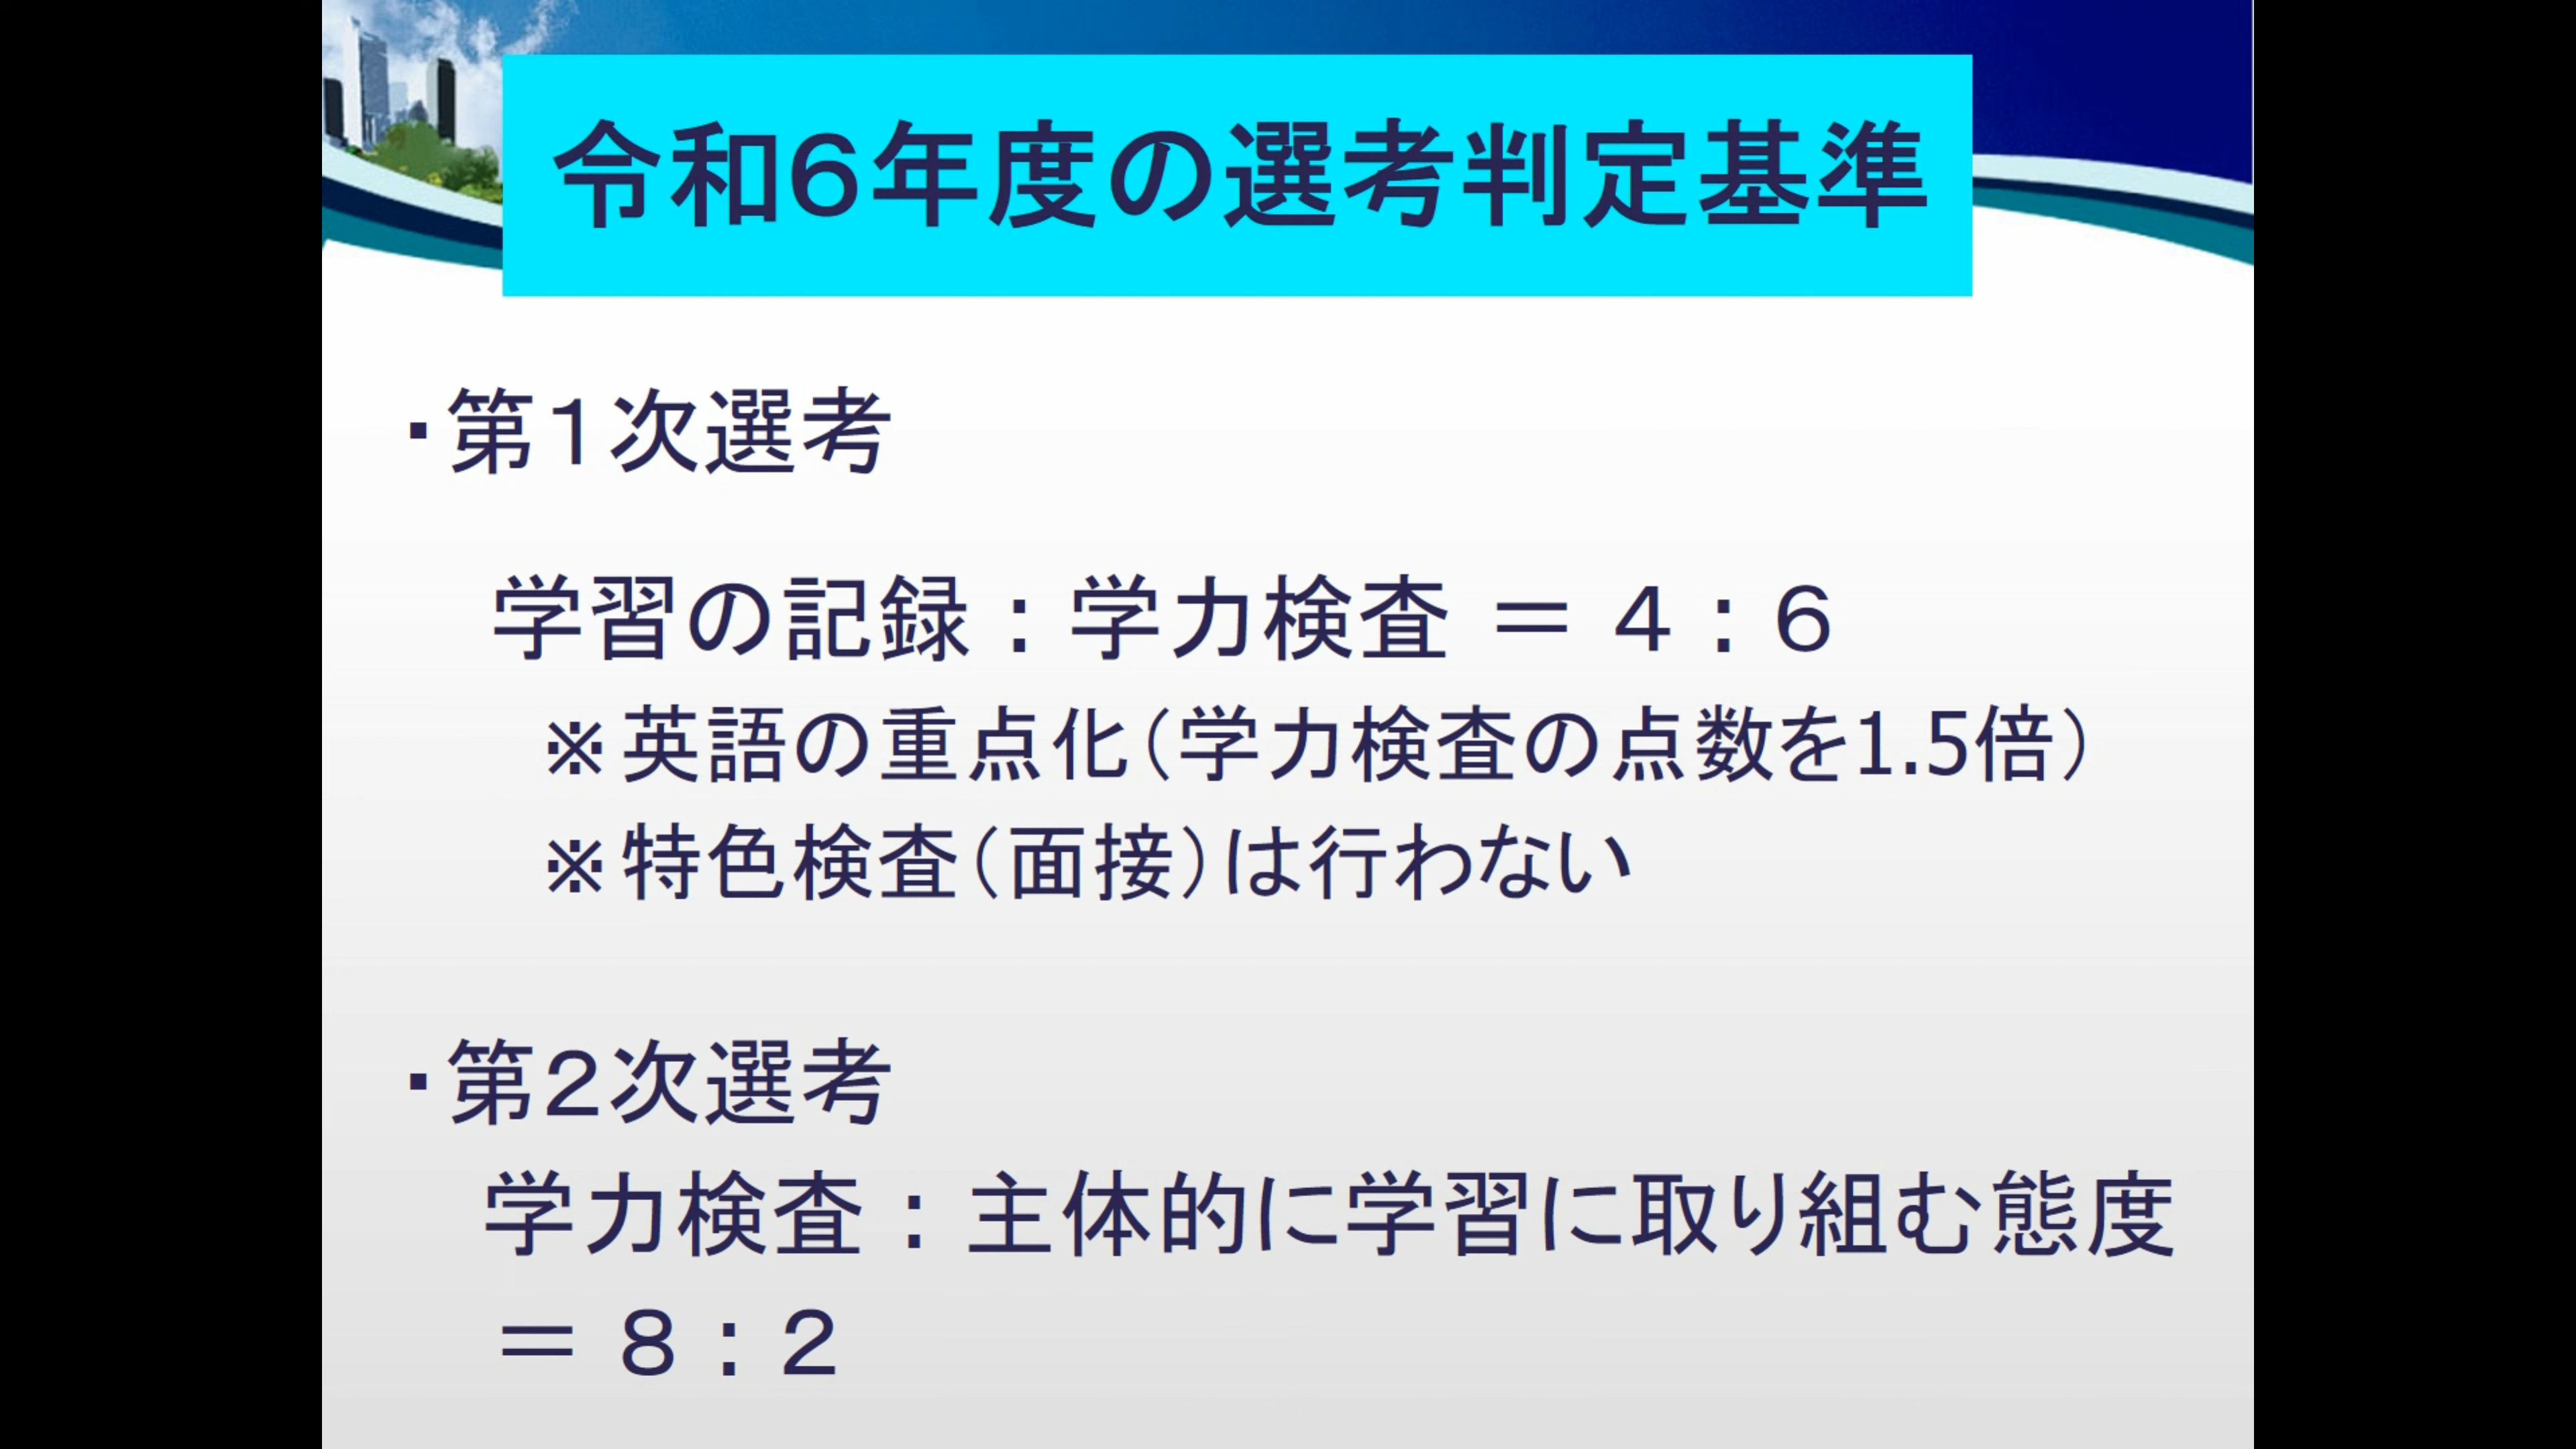 令和6年度の選考判定基準
・第1次選考
学習の記録：学力検査 ＝ 4：6
※英語の重点化（学力検査の点数を1.5倍）
※特色検査（面接）は行わない
・第2次選考
学力検査：主体的に学習に取り組む態度
＝ 8：2